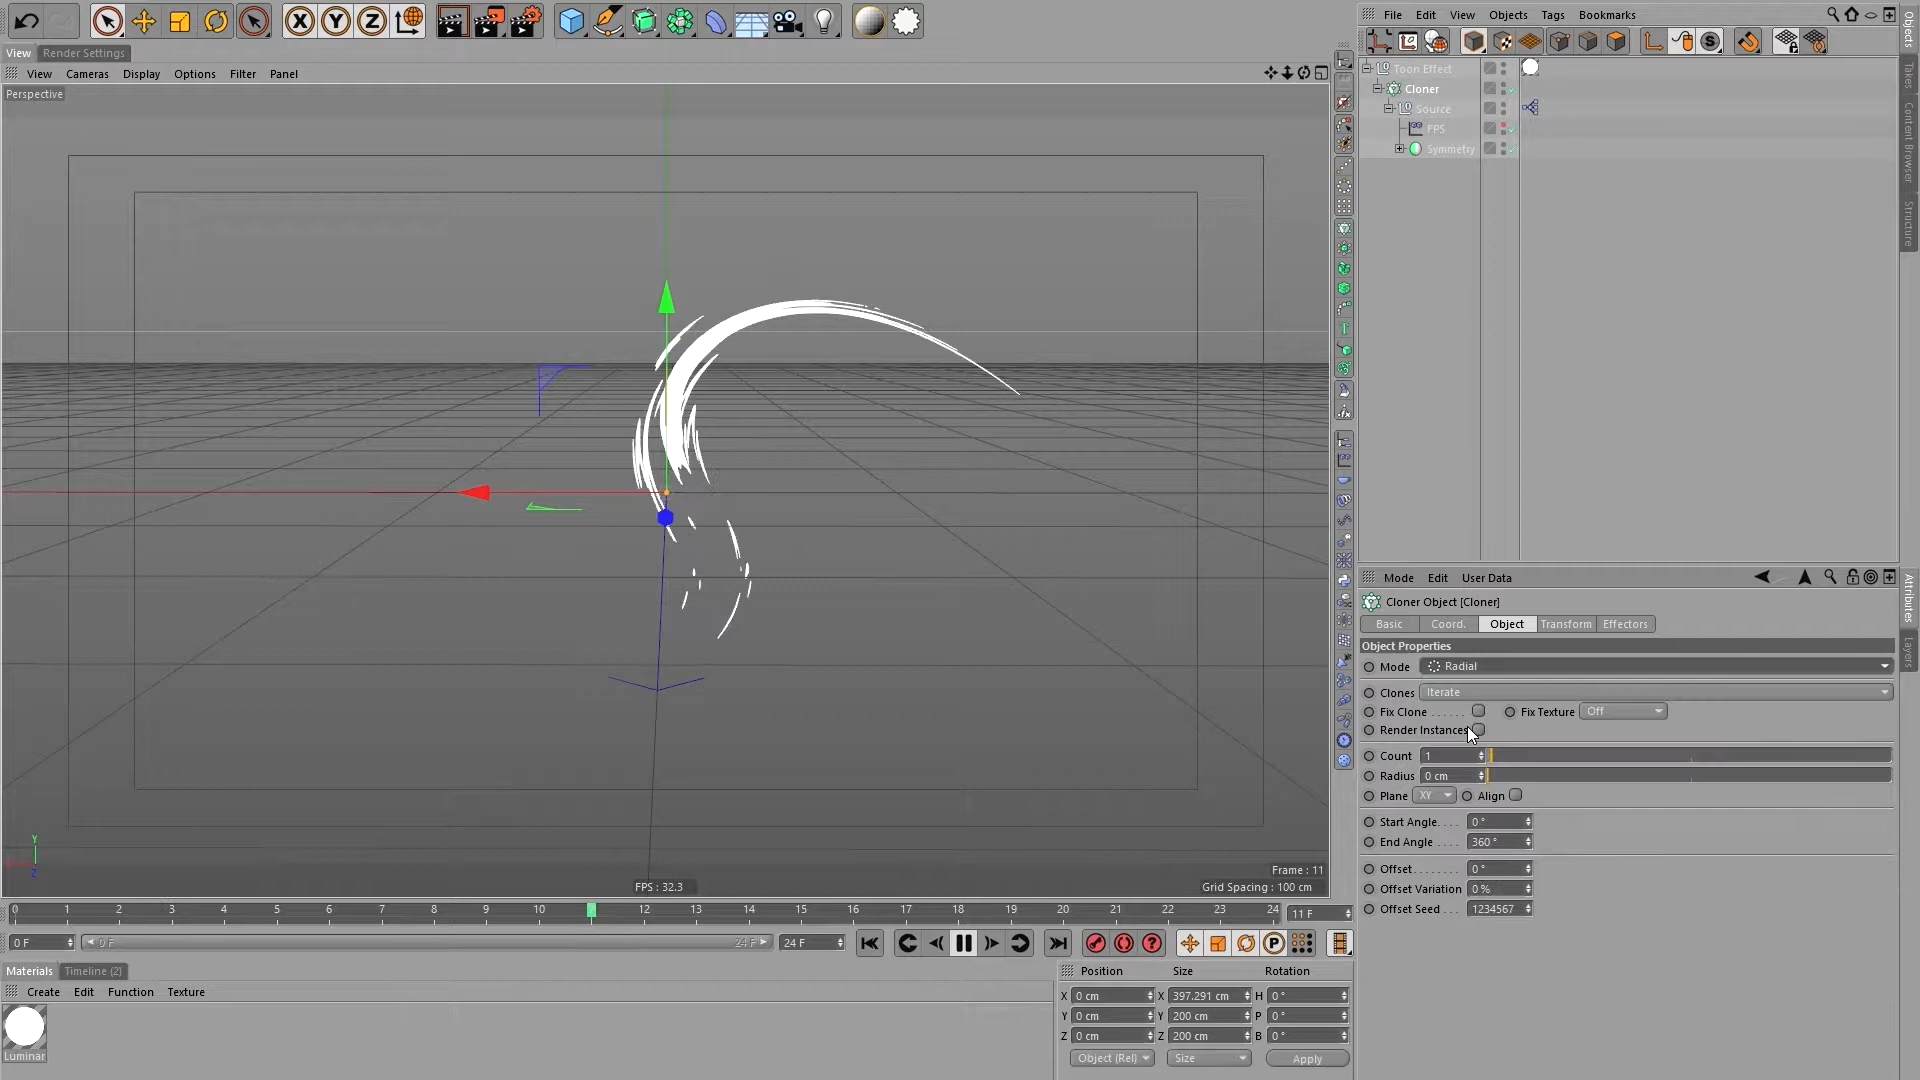 File Edit View Objects Tags Bookmarks
View Render Settings
View Cameras Display Options Filter Panel
Perspective
Toon Effect
Cloner
Source
FPS
Symmetry
Objects
Takes
Content Browser
Structure
X Y Z
Mode Edit User Data
Cloner Object [Cloner]
Basic Coord. Object Transform Effectors
Object Properties
Mode Radial
Clones Iterate
Fix Clone ...... Fix Texture Off
Render Instances
Count 1
Radius 0 cm
Plane XY Align
Start Angle.... 0 °
End Angle .... 360 °
Offset........ 0 °
Offset Variation 0 %
Offset Seed ... 1234567
Attributes
Layers
Y
Z
Frame : 11
FPS : 32.3
Grid Spacing : 100 cm
0 1 2 3 4 5 6 7 8 9 10 12 13 14 15 16 17 18 19 20 21 22 23 24 11 F
0 F 0 F 24 F 24 F
P
Materials Timeline (2)
Create Edit Function Texture
Luminar
Position Size Rotation
X 0 cm X 397.291 cm H 0 °
Y 0 cm Y 200 cm P 0 °
Z 0 cm Z 200 cm B 0 °
Object (Rel) Size Apply